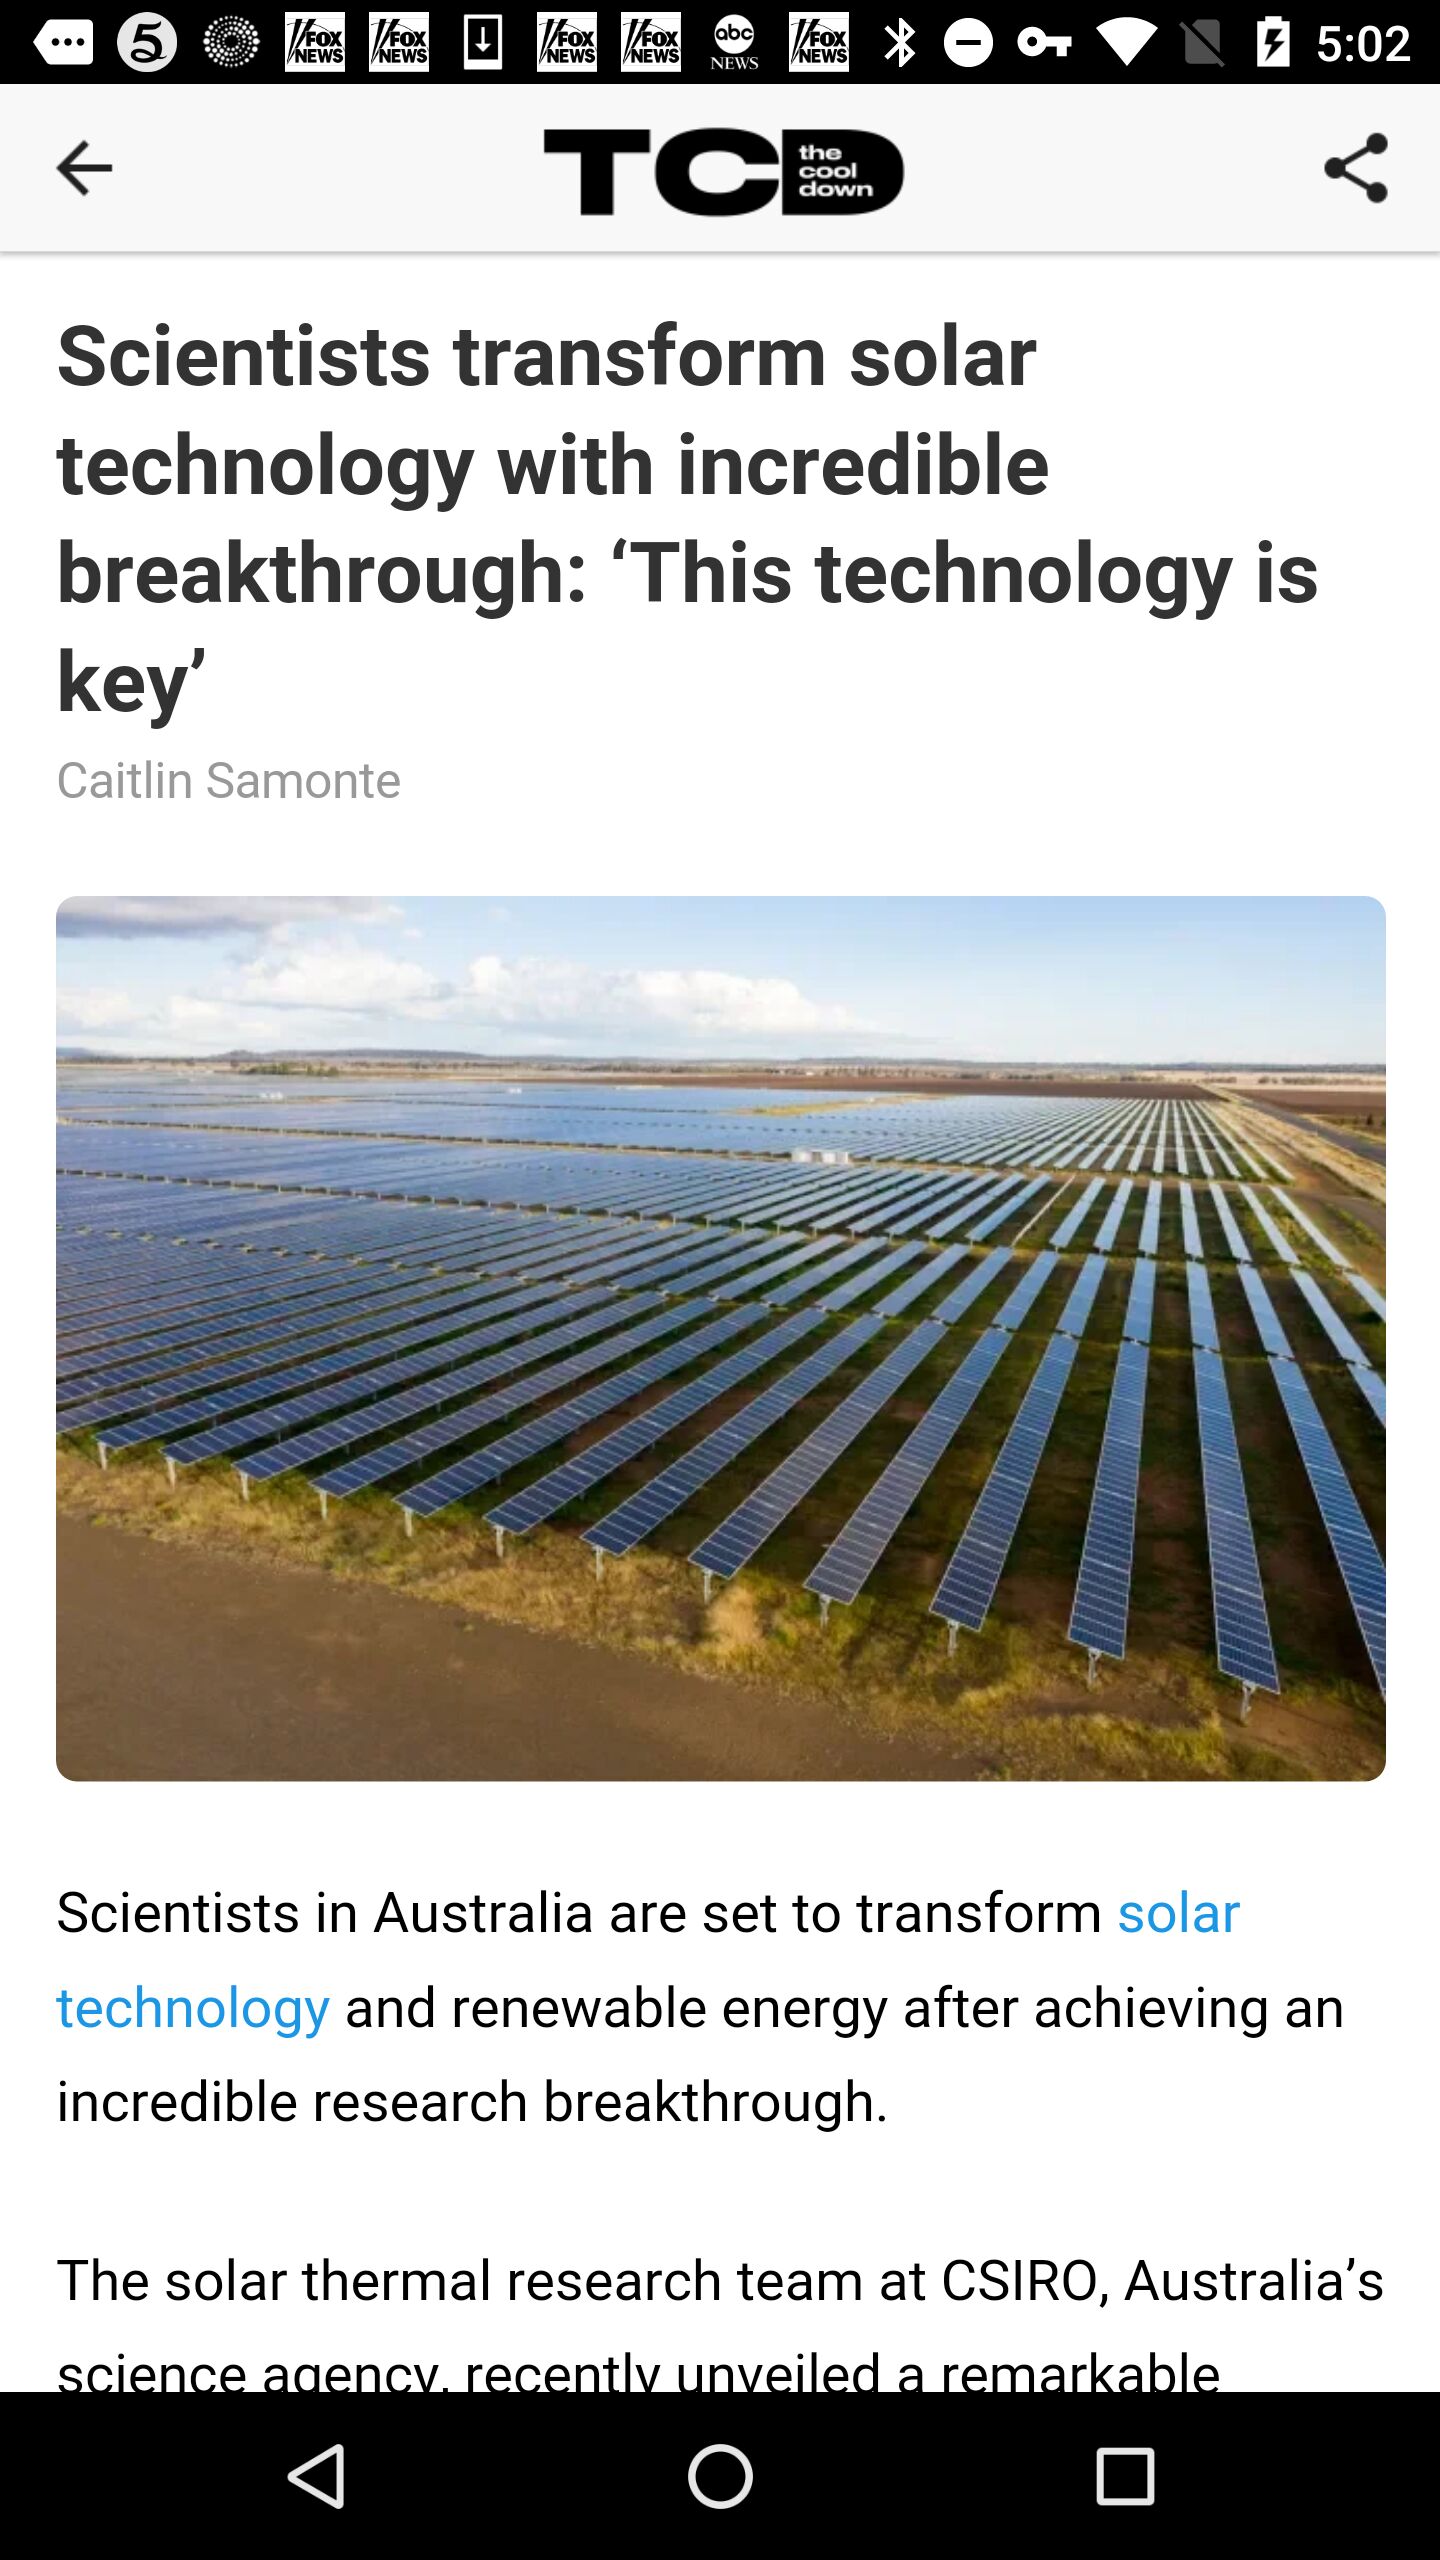 5 FOX NEWS FOX NEWS FOX NEWS FOX NEWS abc NEWS FOX NEWS 5:02
TCD the cool down
Scientists transform solar
technology with incredible
breakthrough: ‘This technology is
key’
Caitlin Samonte
Scientists in Australia are set to transform solar
technology and renewable energy after achieving an
incredible research breakthrough.
The solar thermal research team at CSIRO, Australia’s
science agency, recently unveiled a remarkable